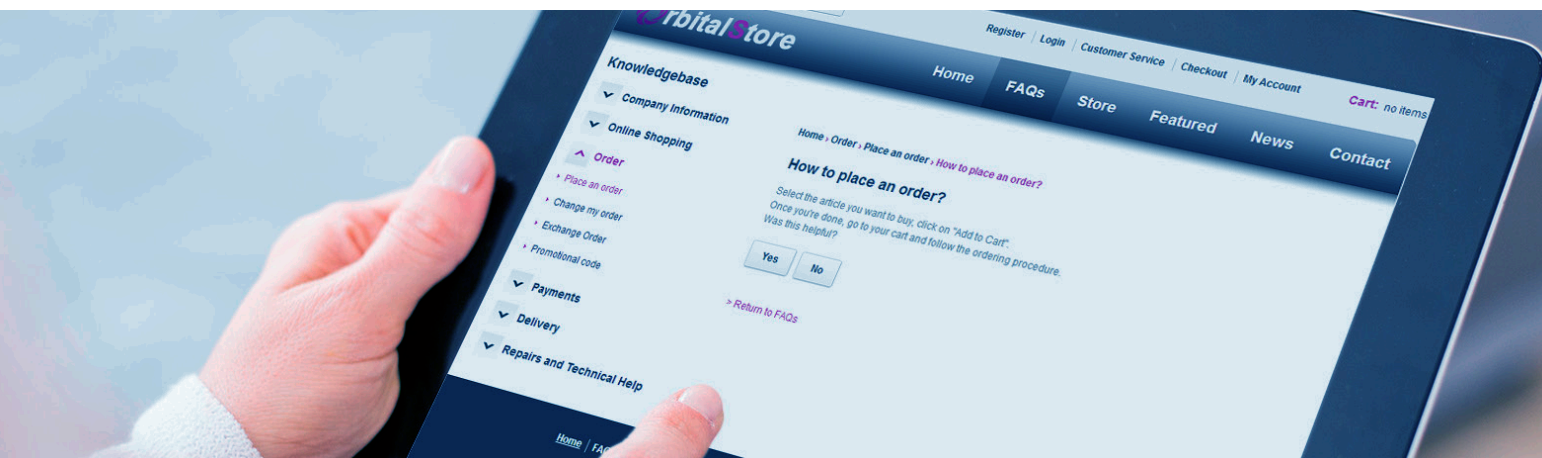 OrbitalStore
Register | Login | Customer Service | Checkout | My Account
Cart: no items
Home FAQs Store Featured News Contact
Knowledgebase
Company Information
Online Shopping
Order
Place an order
Change my order
Exchange Order
Promotional code
Payments
Delivery
Repairs and Technical Help
Home › Order › Place an order › How to place an order?
How to place an order?
Select the article you want to buy, click on "Add to Cart".
Once you're done, go to your cart and follow the ordering procedure.
Was this helpful?
Yes No
> Return to FAQs
Home |